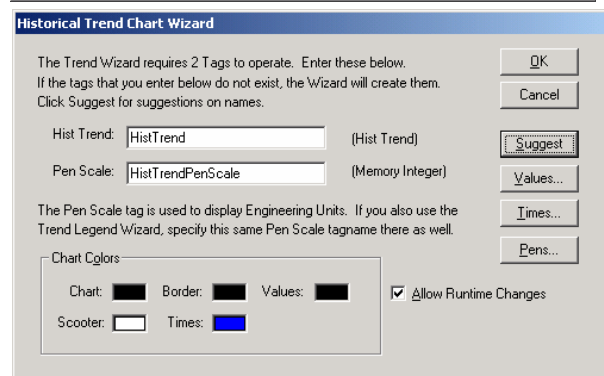 Historical Trend Chart Wizard
The Trend Wizard requires 2 Tags to operate. Enter these below.
If the tags that you enter below do not exist, the Wizard will create them.
Click Suggest for suggestions on names.
OK
Cancel
Hist Trend: HistTrend (Hist Trend)
Suggest
Pen Scale: HistTrendPenScale (Memory Integer)
Values...
The Pen Scale tag is used to display Engineering Units. If you also use the
Trend Legend Wizard, specify this same Pen Scale tagname there as well.
Times...
Pens...
Chart Colors
Chart: Border: Values:
Allow Runtime Changes
Scooter: Times: